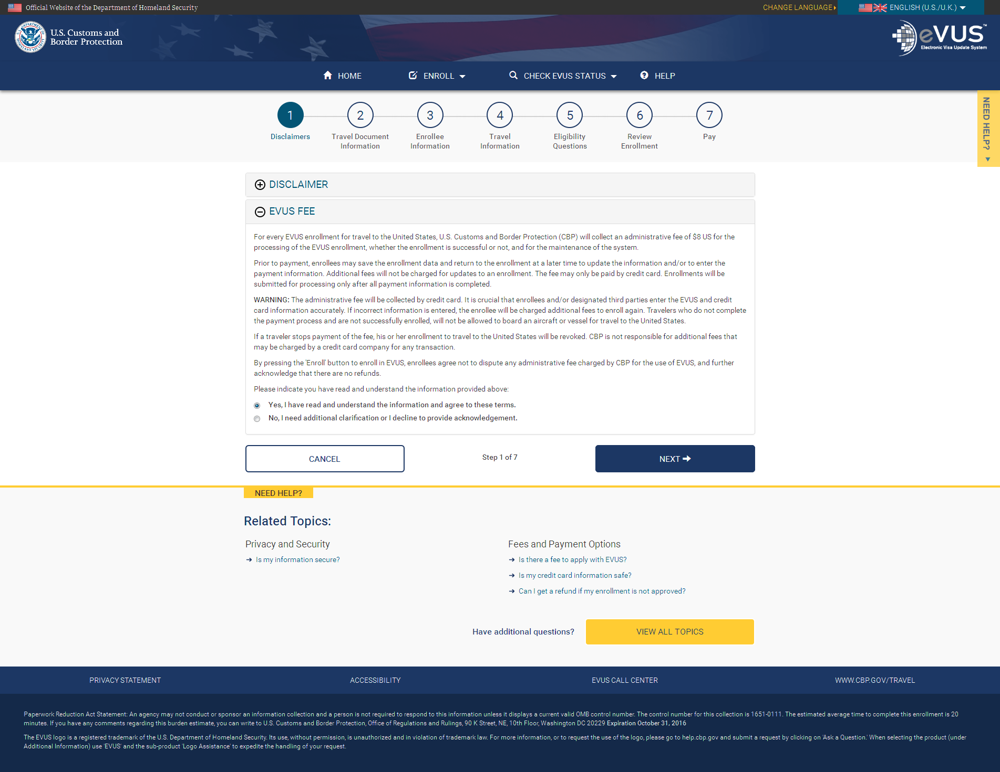 Official Website of the Department of Homeland Security
CHANGE LANGUAGE
ENGLISH (U.S./U.K.)
U.S. Customs and
Border Protection
eVUS™
Electronic Visa Update System
HOME
ENROLL
CHECK EVUS STATUS
HELP
NEED HELP?
1
2
3
4
5
6
7
Disclaimers
Travel Document
Information
Enrollee
Information
Travel
Information
Eligibility
Questions
Review
Enrollment
Pay
DISCLAIMER
EVUS FEE
For every EVUS enrollment for travel to the United States, U.S. Customs and Border Protection (CBP) will collect an administrative fee of $8 US for the
processing of the EVUS enrollment, whether the enrollment is successful or not, and for the maintenance of the system.
Prior to payment, enrollees may save the enrollment data and return to the enrollment at a later time to update the information and/or to enter the
payment information. Additional fees will not be charged for updates to an enrollment. The fee may only be paid by credit card. Enrollments will be
submitted for processing only after all payment information is completed.
WARNING: The administrative fee will be collected by credit card. It is crucial that enrollees and/or designated third parties enter the EVUS and credit
card information accurately. If incorrect information is entered, the enrollee will be charged additional fees to enroll again. Travelers who do not complete
the payment process and are not successfully enrolled, will not be allowed to board an aircraft or vessel for travel to the United States.
If a traveler stops payment of the fee, his or her enrollment to travel to the United States will be revoked. CBP is not responsible for additional fees that
may be charged by a credit card company for any transaction.
By pressing the 'Enroll' button to enroll in EVUS, enrollees agree not to dispute any administrative fee charged by CBP for the use of EVUS, and further
acknowledge that there are no refunds.
Please indicate you have read and understand the information provided above:
Yes, I have read and understand the information and agree to these terms.
No, I need additional clarification or I decline to provide acknowledgement.
CANCEL
Step 1 of 7
NEXT
NEED HELP?
Related Topics:
Privacy and Security
Is my information secure?
Fees and Payment Options
Is there a fee to apply with EVUS?
Is my credit card information safe?
Can I get a refund if my enrollment is not approved?
Have additional questions?
VIEW ALL TOPICS
PRIVACY STATEMENT
ACCESSIBILITY
EVUS CALL CENTER
WWW.CBP.GOV/TRAVEL
Paperwork Reduction Act Statement: An agency may not conduct or sponsor an information collection and a person is not required to respond to this information unless it displays a current valid OMB control number. The control number for this collection is 1651-0111. The estimated average time to complete this enrollment is 20
minutes. If you have any comments regarding this burden estimate, you can write to U.S. Customs and Border Protection, Office of Regulations and Rulings, 90 K Street, NE, 10th Floor, Washington DC 20229 Expiration October 31, 2016
The EVUS logo is a registered trademark of the U.S. Department of Homeland Security. Its use, without permission, is unauthorized and in violation of trademark law. For more information, or to request the use of the logo, please go to help.cbp.gov and submit a request by clicking on 'Ask a Question.' When selecting the product (under
Additional Information) use 'EVUS' and the sub-product 'Logo Assistance' to expedite the handling of your request.